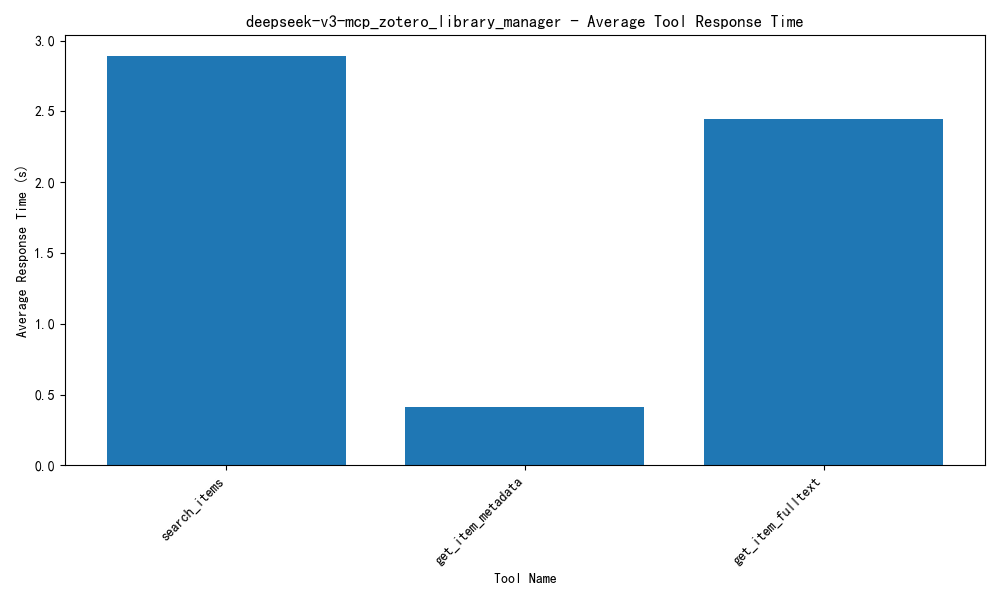 deepseek-v3-mcp_zotero_library_manager - Average Tool Response Time
3.0
2.5
2.0
1.5
1.0
0.5
0.0
Average Response Time (s)
search_items
get_item_metadata
get_item_fulltext
Tool Name